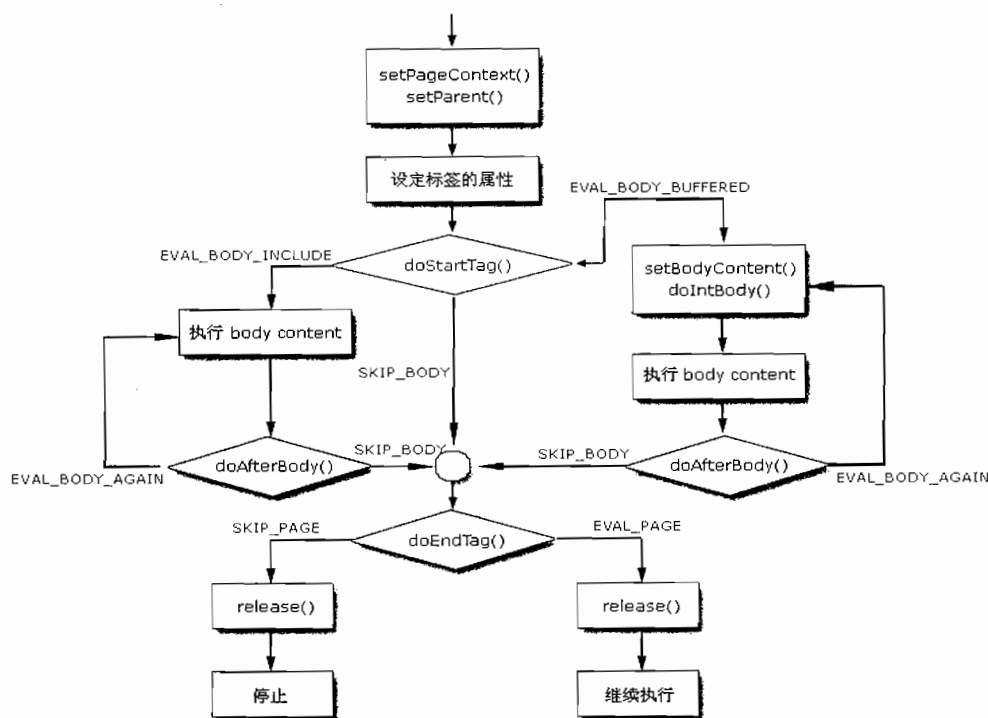 setPageContext()
setParent()
设定标签的属性
EVAL_BODY_BUFFERED
EVAL_BODY_INCLUDE
doStartTag()
setBodyContent()
doIntBody()
执行 body content
SKIP_BODY
执行 body content
doAfterBody()
SKIP_BODY
SKIP_BODY
doAfterBody()
EVAL_BODY_AGAIN
EVAL_BODY_AGAIN
SKIP_PAGE
doEndTag()
EVAL_PAGE
release()
release()
停止
继续执行